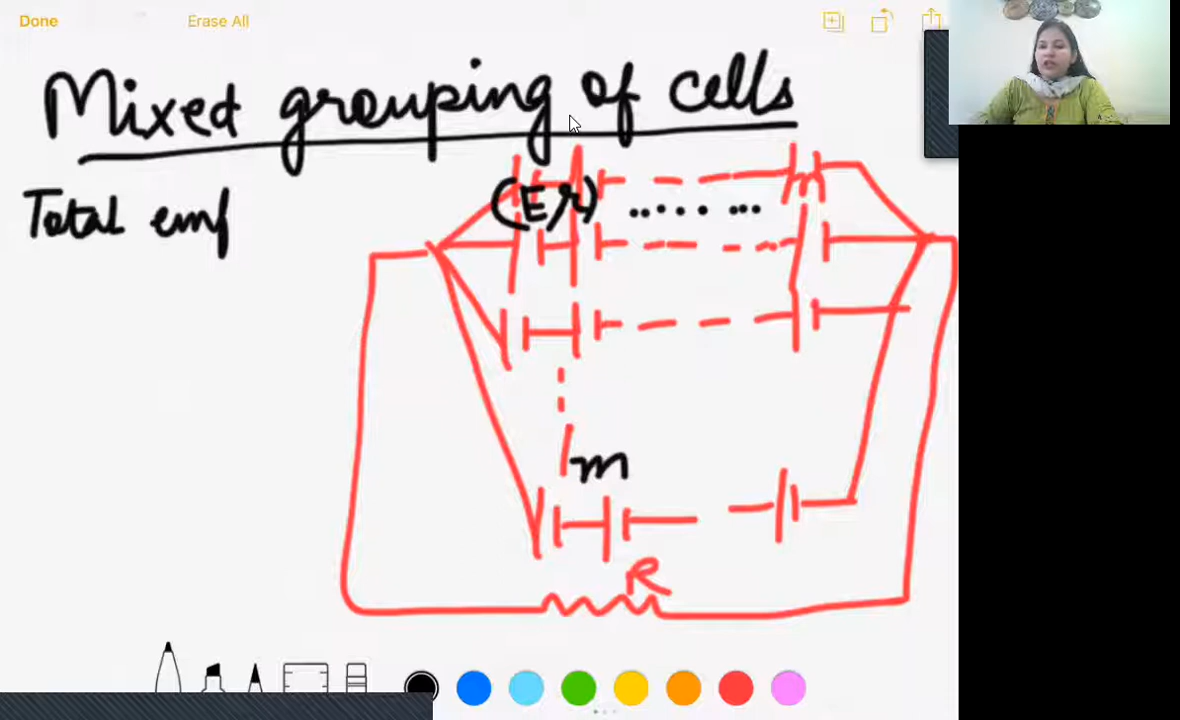 Done Erase All
Mixed grouping of cells
Total emf
(E,r)
n
m
R